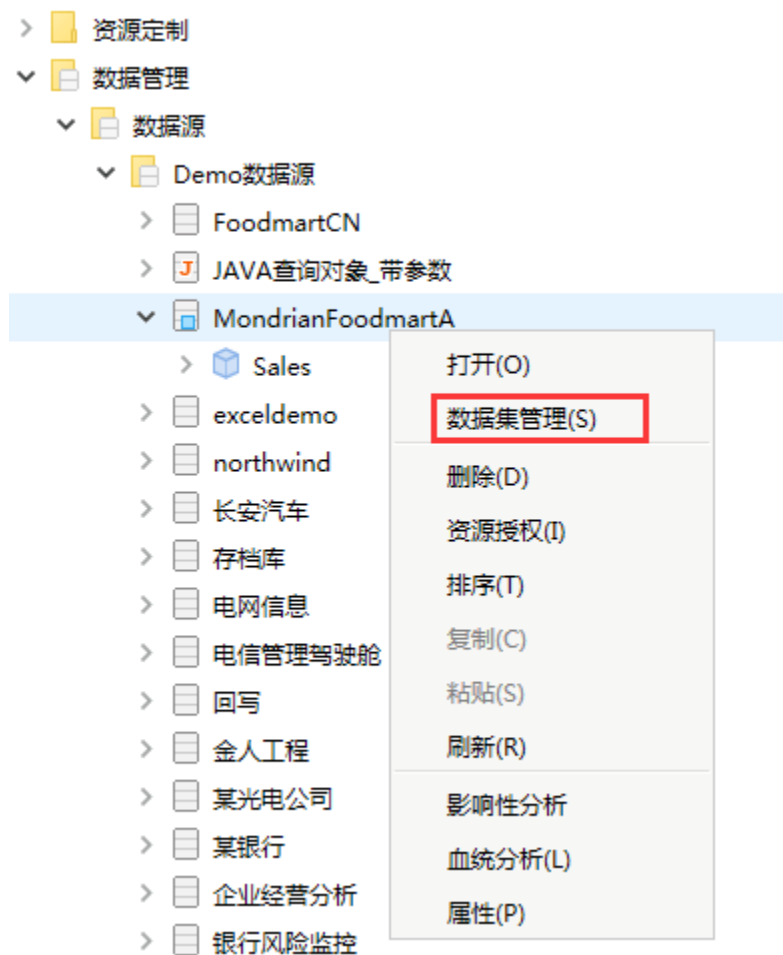 资源定制
数据管理
数据源
Demo数据源
FoodmartCN
JAVA查询对象_带参数
MondrianFoodmartA
Sales
exceldemo
northwind
长安汽车
存档库
电网信息
电信管理驾驶舱
回写
金人工程
某光电公司
某银行
企业经营分析
银行风险监控
打开(O)
数据集管理(S)
删除(D)
资源授权(I)
排序(T)
复制(C)
粘贴(S)
刷新(R)
影响性分析
血统分析(L)
属性(P)